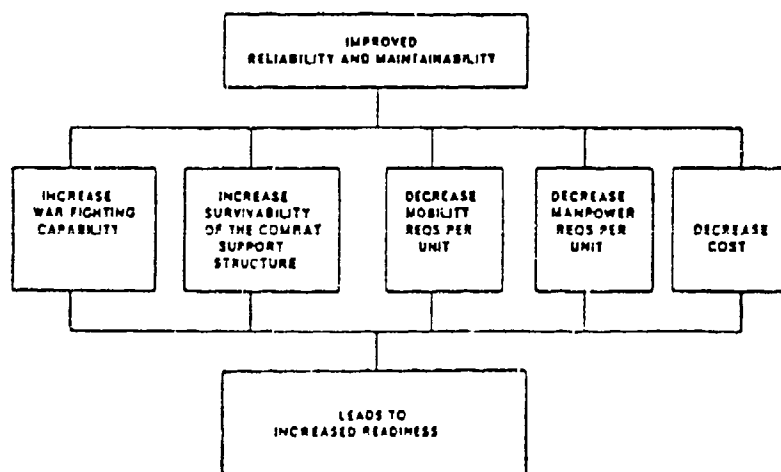 IMPROVED
RELIABILITY AND MAINTAINABILITY
INCREASE
WAR FIGHTING
CAPABILITY
INCREASE
SURVIVABILITY
OF THE COMBAT
SUPPORT
STRUCTURE
DECREASE
MOBILITY
REQS PER
UNIT
DECREASE
MANPOWER
REQS PER
UNIT
DECREASE
COST
LEADS TO
INCREASED READINESS